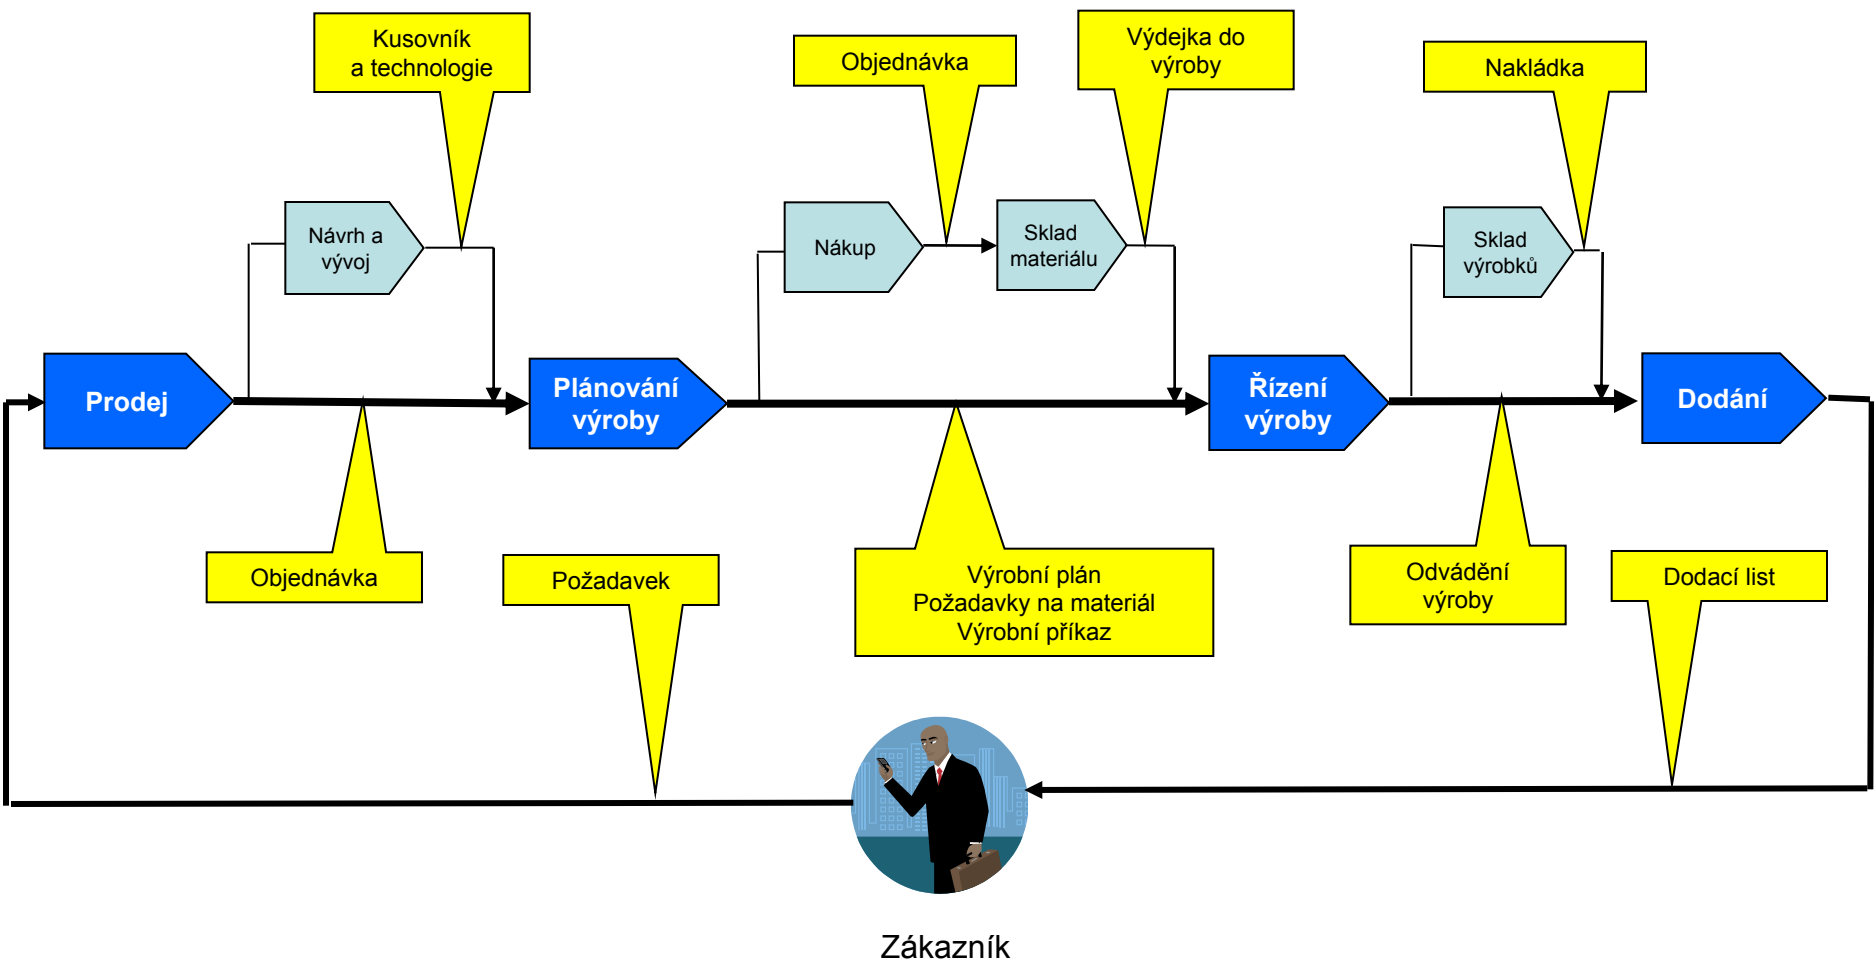 Kusovník
a technologie
Objednávka
Výdejka do
výroby
Nakládka
Návrh a
vývoj
Nákup
Sklad
materiálu
Sklad
výrobků
Prodej
Plánování
výroby
Řízení
výroby
Dodání
Objednávka
Požadavek
Výrobní plán
Požadavky na materiál
Výrobní příkaz
Odvádění
výroby
Dodací list
Zákazník